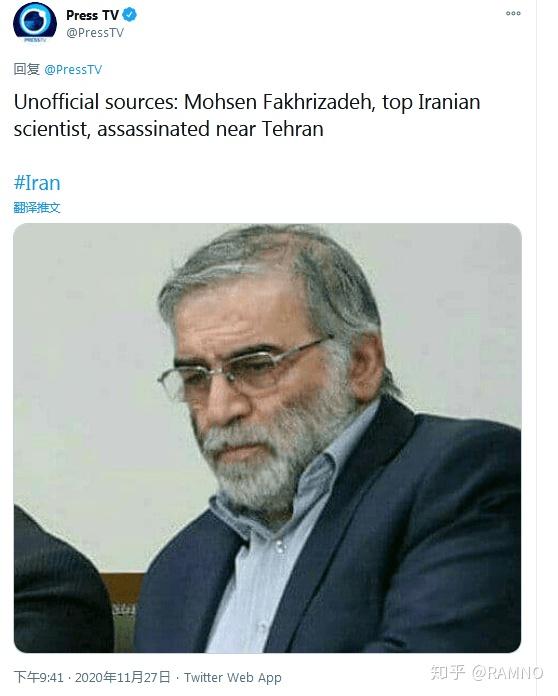 Press TV
@PressTV
回复 @PressTV
Unofficial sources: Mohsen Fakhrizadeh, top Iranian
scientist, assassinated near Tehran
#Iran
翻译推文
下午9:41 · 2020年11月27日 · Twitter Web App
知乎 @RAMNO